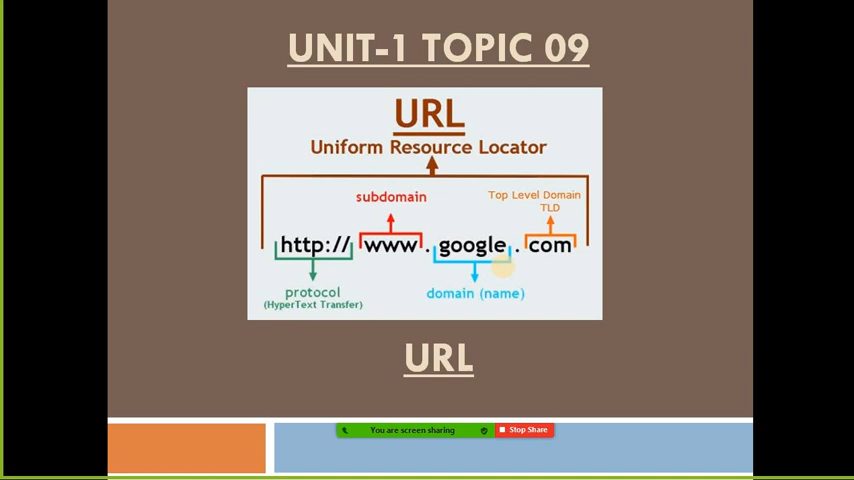 UNIT-1 TOPIC 09
URL
Uniform Resource Locator
subdomain
Top Level Domain
TLD
http:// www . google . com
protocol
(HyperText Transfer)
domain (name)
URL
You are screen sharing
Stop Share